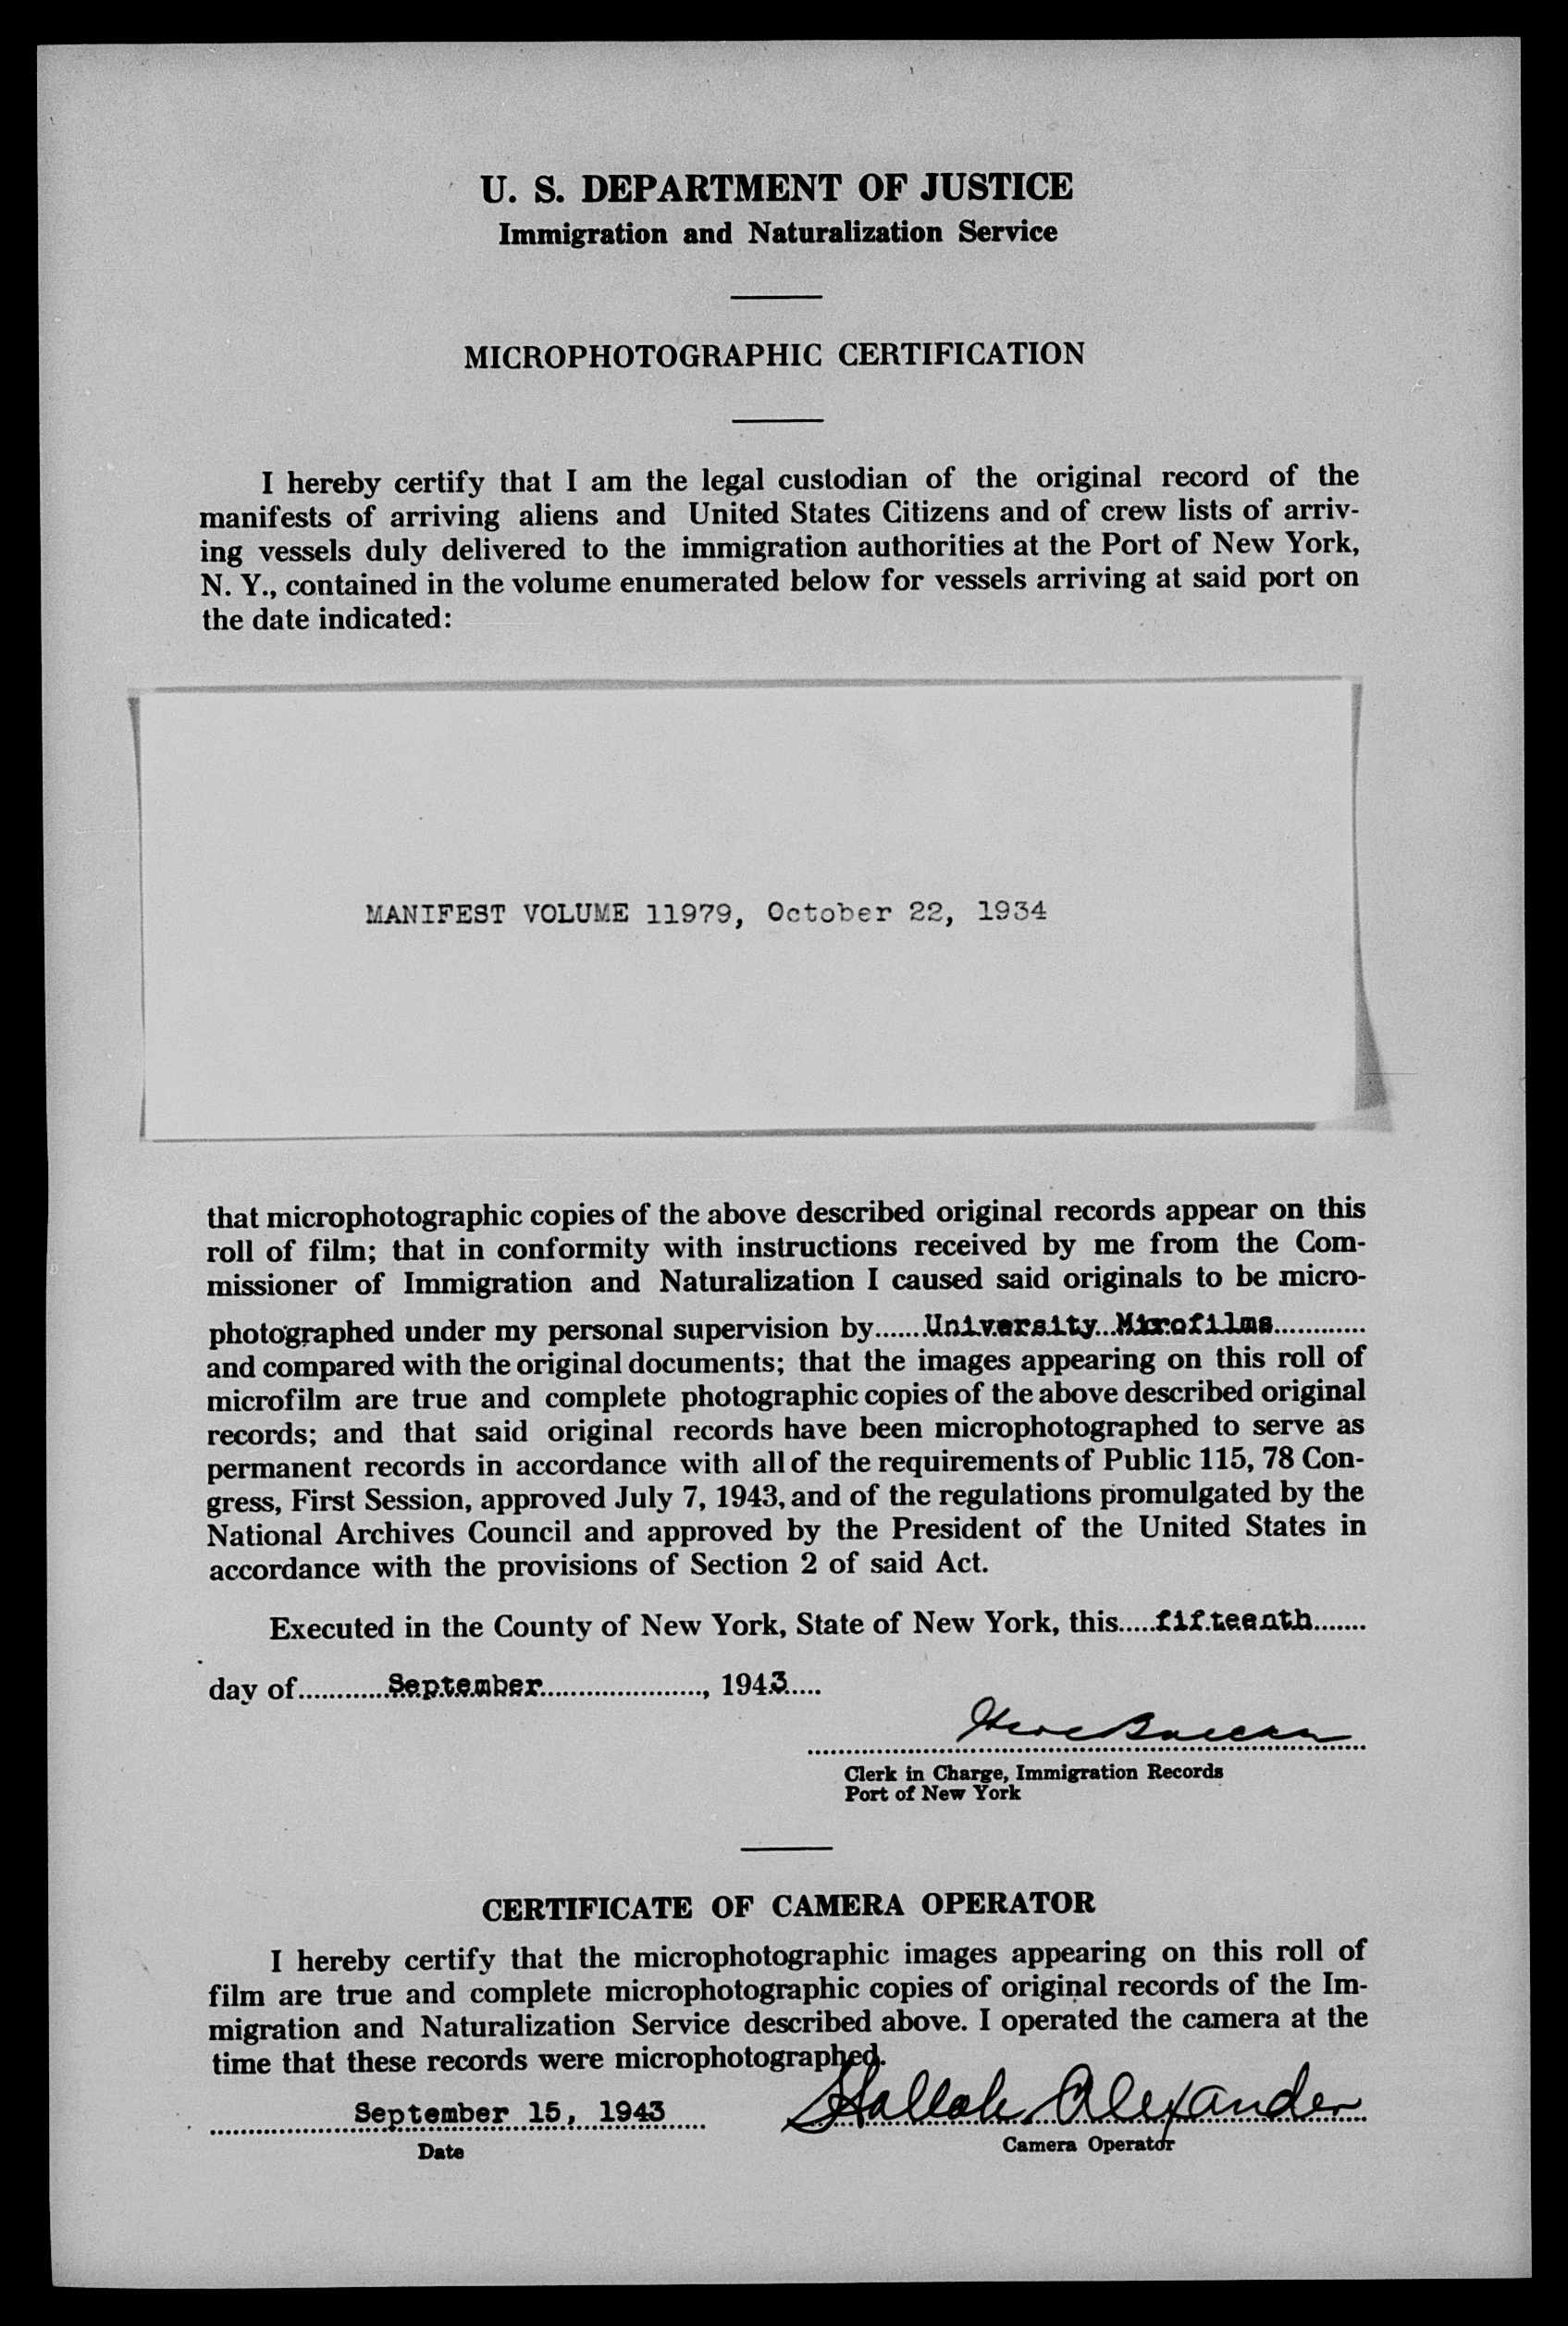 U. S. DEPARTMENT OF JUSTICE
Immigration and Naturalization Service
MICROPHOTOGRAPHIC CERTIFICATION
I hereby certify that I am the legal custodian of the original record of the
manifests of arriving aliens and United States Citizens and of crew lists of arriv-
ing vessels duly delivered to the immigration authorities at the Port of New York,
N. Y., contained in the volume enumerated below for vessels arriving at said port on
the date indicated:
MANIFEST VOLUME 11979, October 22, 1934
that microphotographic copies of the above described original records appear on this
roll of film; that in conformity with instructions received by me from the Com-
missioner of Immigration and Naturalization I caused said originals to be micro-
photographed under my personal supervision by.......University Mirofilms............
and compared with the original documents; that the images appearing on this roll of
microfilm are true and complete photographic copies of the above described original
records; and that said original records have been microphotographed to serve as
permanent records in accordance with all of the requirements of Public 115, 78 Con-
gress, First Session, approved July 7, 1943, and of the regulations promulgated by the
National Archives Council and approved by the President of the United States in
accordance with the provisions of Section 2 of said Act.
Executed in the County of New York, State of New York, this.....fifteenth.......
day of............September....................., 1943.....
Clerk in Charge, Immigration Records
Port of New York
CERTIFICATE OF CAMERA OPERATOR
I hereby certify that the microphotographic images appearing on this roll of
film are true and complete microphotographic copies of original records of the Im-
migration and Naturalization Service described above. I operated the camera at the
time that these records were microphotographed.
September 15, 1943 Alexander
Date Camera Operator